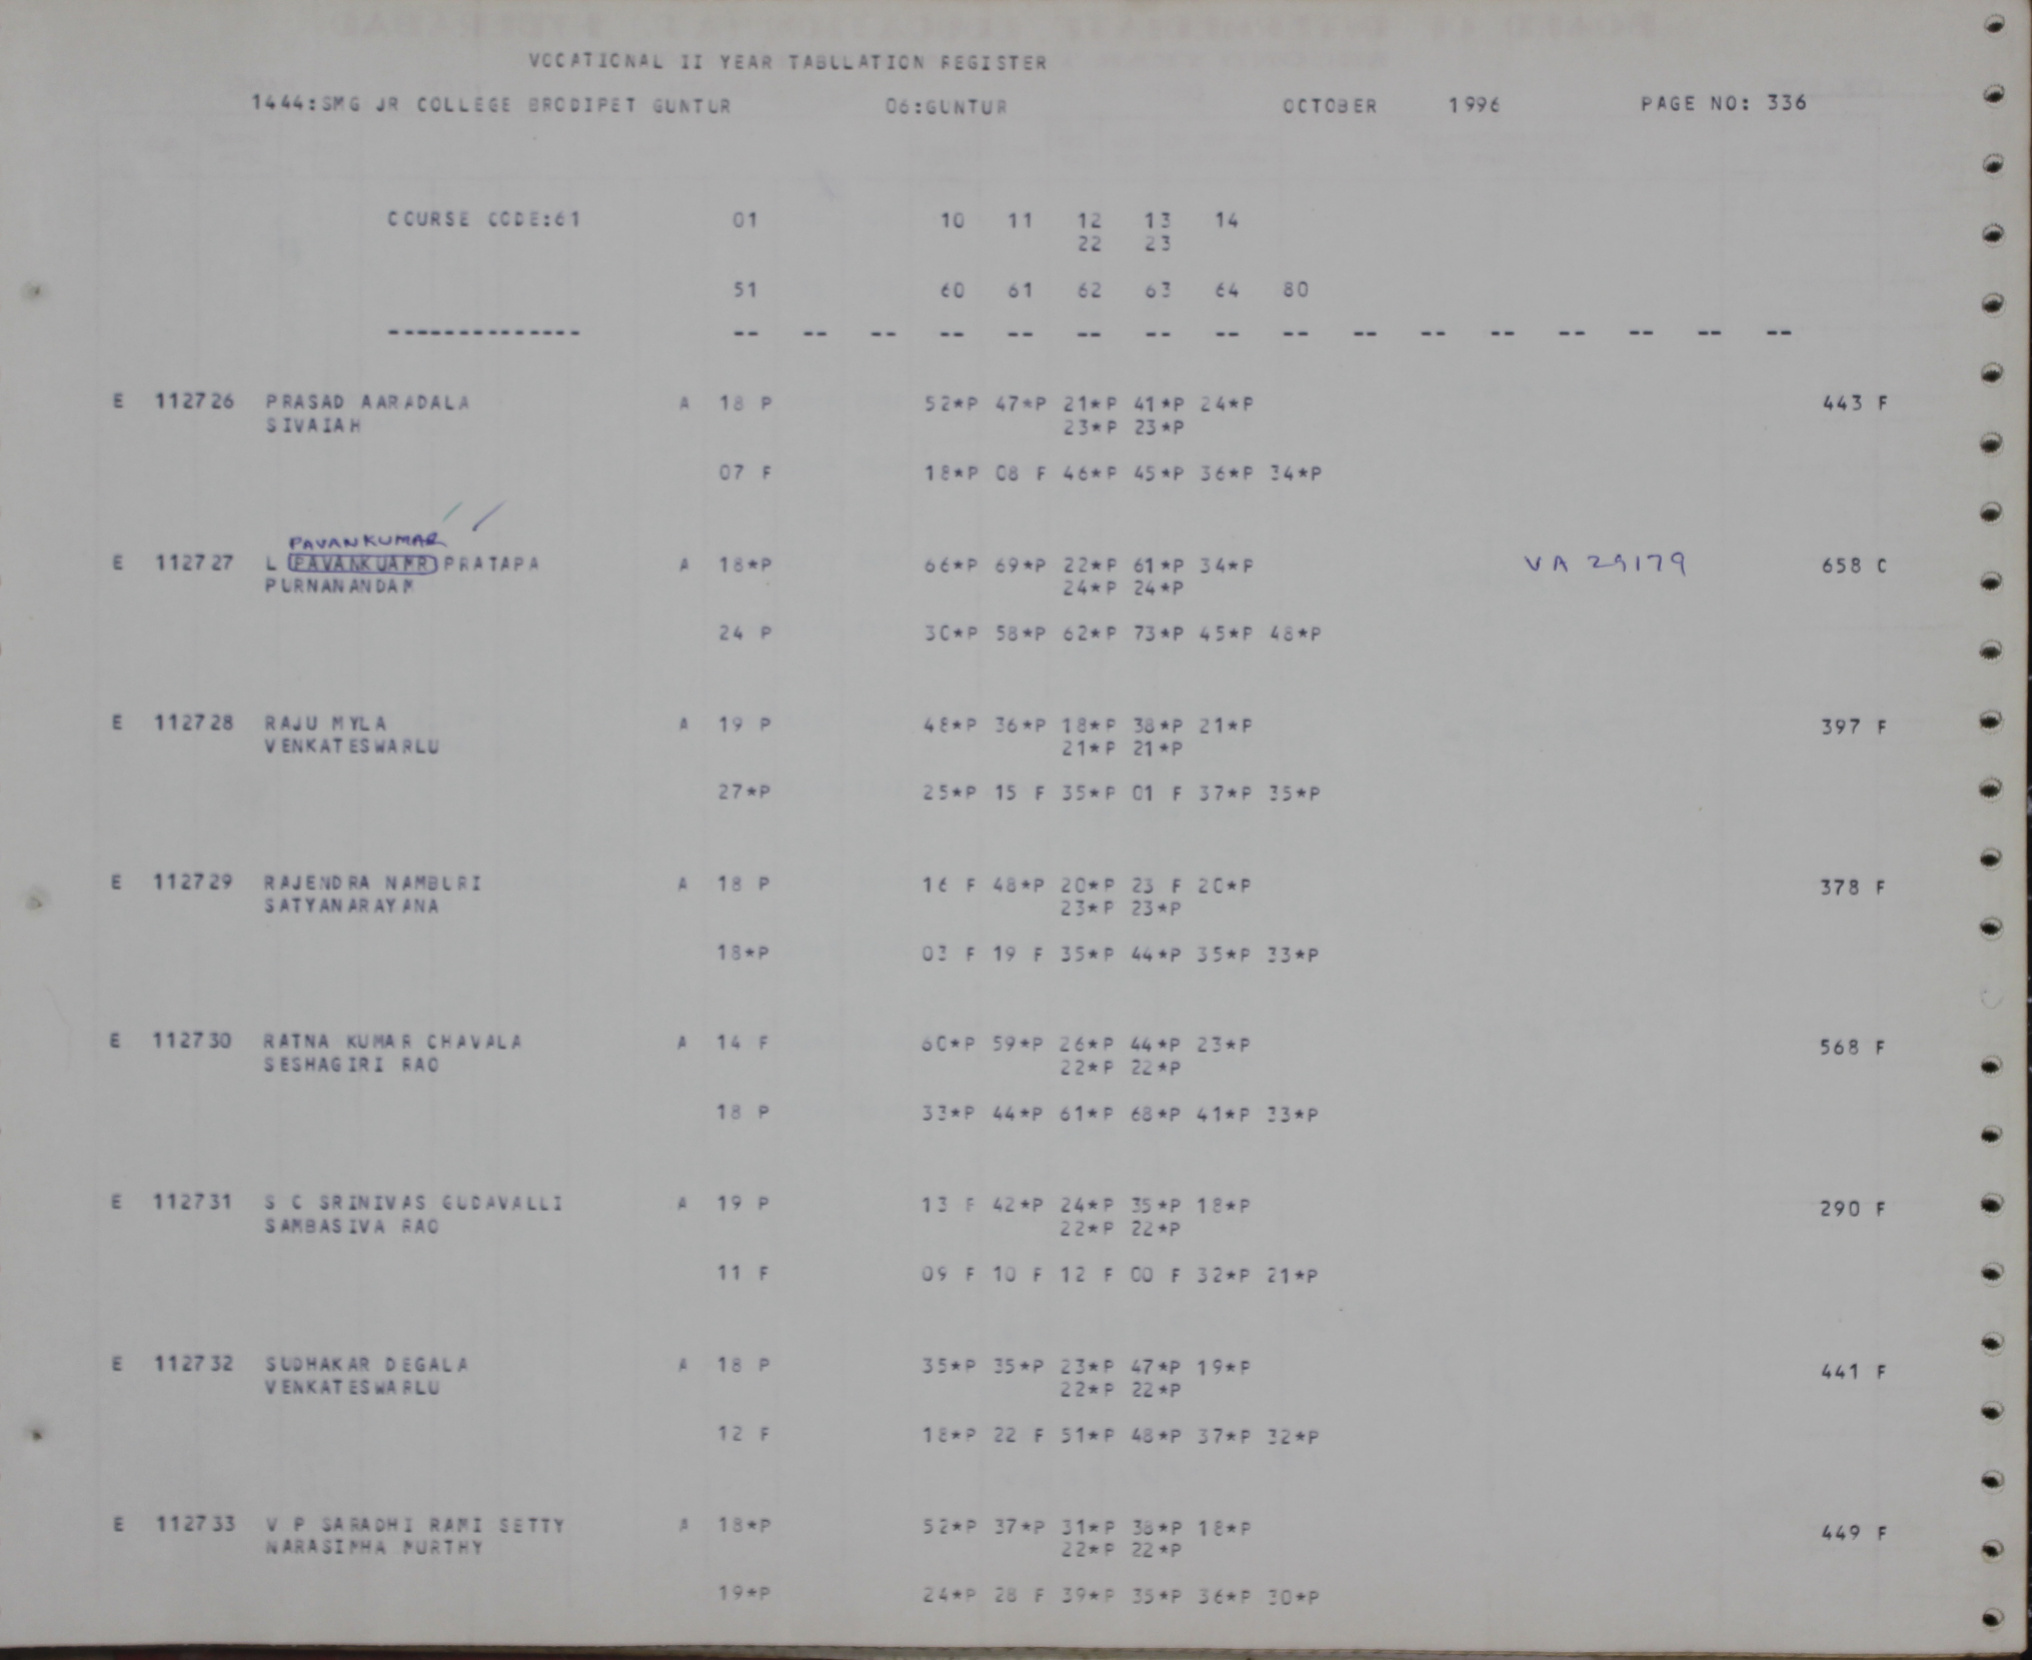 VOCATIONAL II YEAR TABULATION REGISTER
1444:SMG JR COLLEGE BRODIPET GUNTUR 06:GUNTUR OCTOBER 1996 PAGE NO: 336
COURSE CODE:61 01 10 11 12 13 14
22 23
51 60 61 62 63 64 80
-------------- -- -- -- -- -- -- -- -- -- -- -- -- -- -- -- --
E 112726 PRASAD AARADALA A 18 P 52*P 47*P 21*P 41*P 24*P 443 F
SIVAIAH 23*P 23*P
07 F 18*P 08 F 46*P 45*P 36*P 34*P
PAVANKUMAR
E 112727 L PAVANKUAMR PRATAPA A 18*P 66*P 69*P 22*P 61*P 34*P VA 29179 658 C
PURNANANDAM 24*P 24*P
24 P 30*P 58*P 62*P 73*P 45*P 48*P
E 112728 RAJU MYLA A 19 P 48*P 36*P 18*P 38*P 21*P 397 F
VENKATESWARLU 21*P 21*P
27*P 25*P 15 F 35*P 01 F 37*P 35*P
E 112729 RAJENDRA NAMBURI A 18 P 16 F 48*P 20*P 23 F 20*P 378 F
SATYANARAYANA 23*P 23*P
18*P 03 F 19 F 35*P 44*P 35*P 33*P
E 112730 RATNA KUMAR CHAVALA A 14 F 60*P 59*P 26*P 44*P 23*P 568 F
SESHAGIRI RAO 22*P 22*P
18 P 33*P 44*P 61*P 68*P 41*P 33*P
E 112731 S C SRINIVAS GUDAVALLI A 19 P 13 F 42*P 24*P 35*P 18*P 290 F
SAMBASIVA RAO 22*P 22*P
11 F 09 F 10 F 12 F 00 F 32*P 21*P
E 112732 SUDHAKAR DEGALA A 18 P 35*P 35*P 23*P 47*P 19*P 441 F
VENKATESWARLU 22*P 22*P
12 F 18*P 22 F 51*P 48*P 37*P 32*P
E 112733 V P SARADHI RAMI SETTY A 18*P 52*P 37*P 31*P 38*P 18*P 449 F
NARASIMHA MURTHY 22*P 22*P
19*P 24*P 28 F 39*P 35*P 36*P 30*P